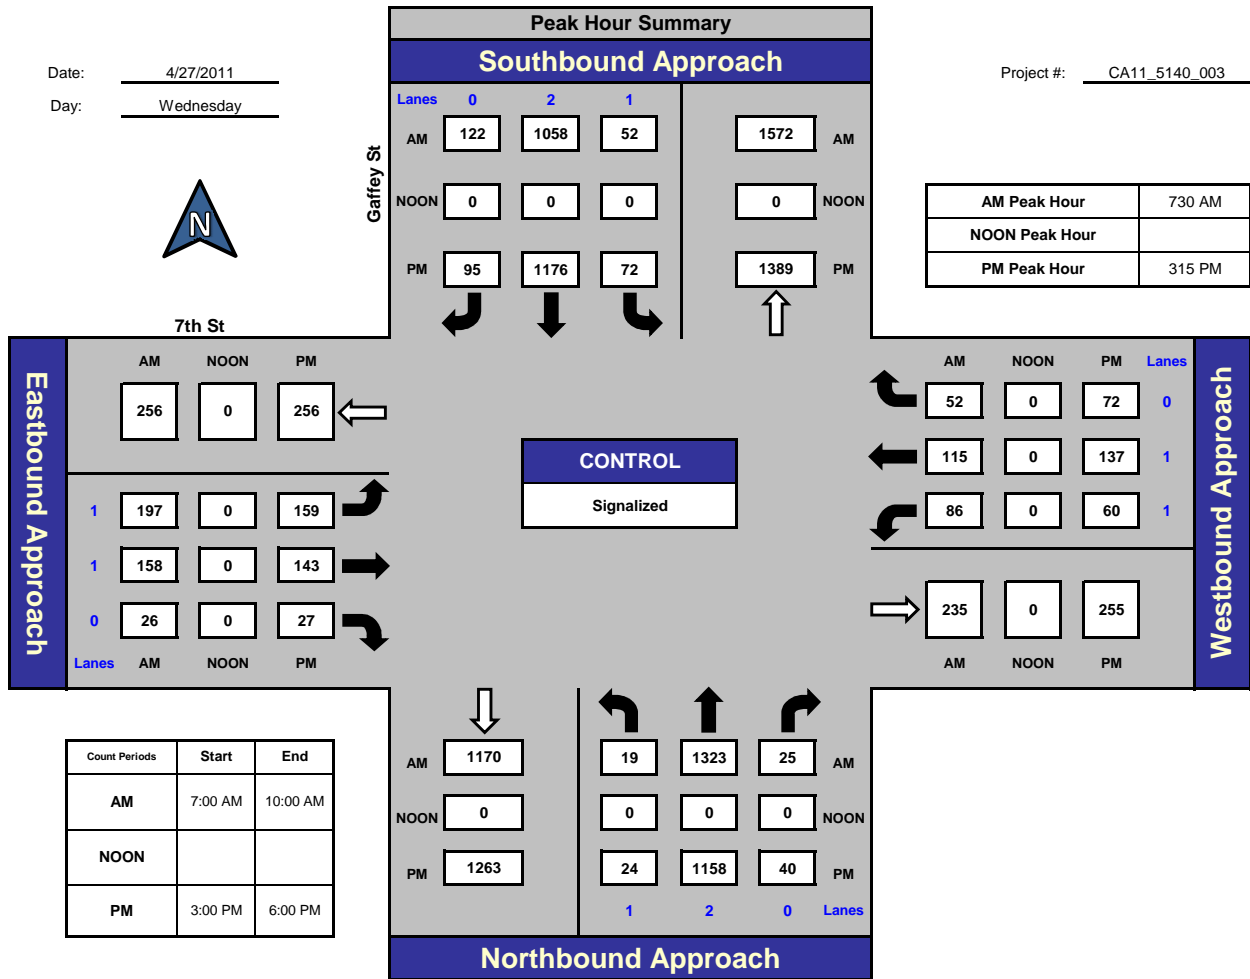 Peak Hour Summary
Southbound Approach
Date: 4/27/2011
Day: Wednesday
Project #: CA11_5140_003
N
Gaffey St
Lanes 0 2 1
AM 122 1058 52 1572 AM
NOON 0 0 0 0 NOON
PM 95 1176 72 1389 PM
AM Peak Hour 730 AM
NOON Peak Hour
PM Peak Hour 315 PM
7th St
Eastbound Approach
AM NOON PM
256 0 256
1 197 0 159
1 158 0 143
0 26 0 27
Lanes AM NOON PM
CONTROL
Signalized
AM NOON PM Lanes
52 0 72 0
115 0 137 1
86 0 60 1
235 0 255
AM NOON PM
Westbound Approach
Count Periods Start End
AM 7:00 AM 10:00 AM
NOON
PM 3:00 PM 6:00 PM
AM 1170 19 1323 25 AM
NOON 0 0 0 0 NOON
PM 1263 24 1158 40 PM
1 2 0 Lanes
Northbound Approach